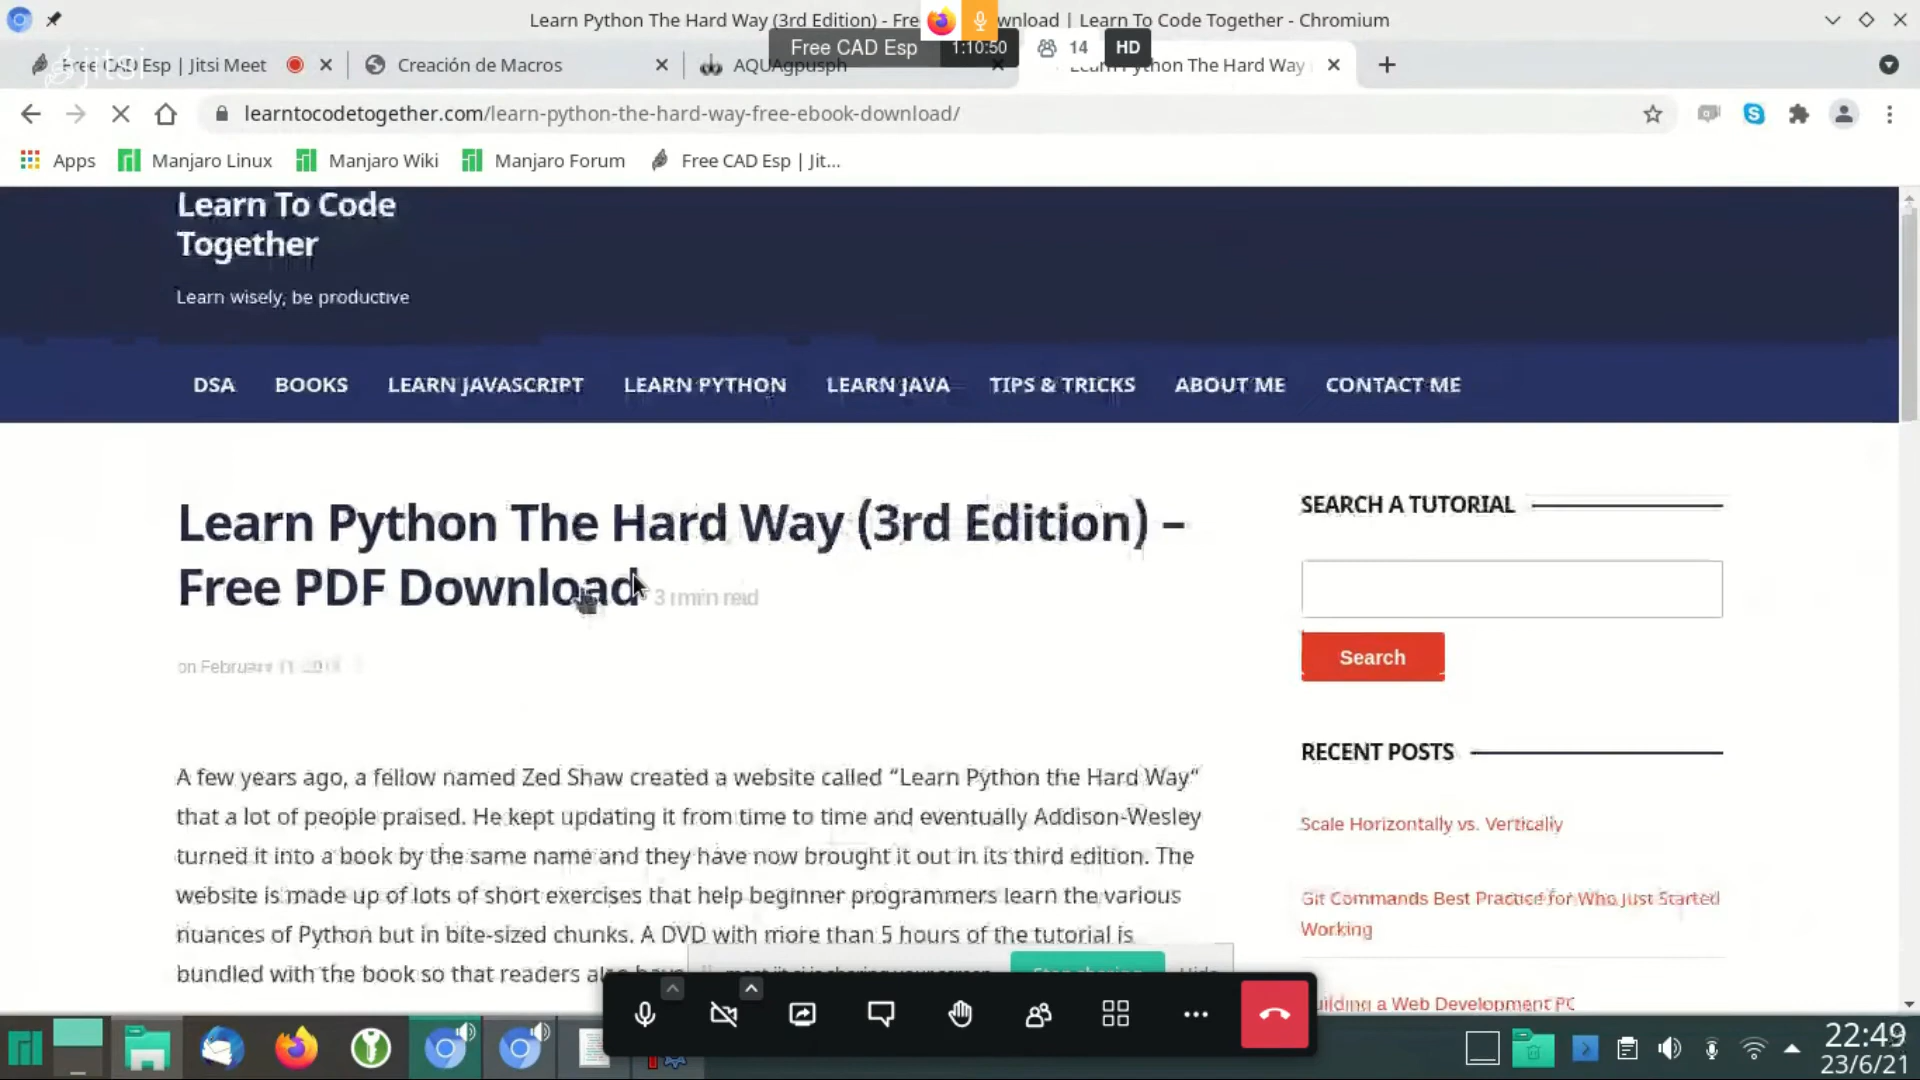 Learn Python The Hard Way (3rd Edition) - Fre wnload | Learn To Code Together - Chromium
Free CAD Esp 1:10:50 14 HD
jitsi
Free CAD Esp | Jitsi Meet Creación de Macros AQUAgpusph Learn Python The Hard Way
learntocodetogether.com/learn-python-the-hard-way-free-ebook-download/
Apps Manjaro Linux Manjaro Wiki Manjaro Forum Free CAD Esp | Jit...
Learn To Code
Together
Learn wisely, be productive
DSA BOOKS LEARN JAVASCRIPT LEARN PYTHON LEARN JAVA TIPS & TRICKS ABOUT ME CONTACT ME
Learn Python The Hard Way (3rd Edition) –
Free PDF Download 3 min read
on February
SEARCH A TUTORIAL
Search
A few years ago, a fellow named Zed Shaw created a website called “Learn Python the Hard Way“
that a lot of people praised. He kept updating it from time to time and eventually Addison-Wesley
turned it into a book by the same name and they have now brought it out in its third edition. The
website is made up of lots of short exercises that help beginner programmers learn the various
nuances of Python but in bite-sized chunks. A DVD with more than 5 hours of the tutorial is
bundled with the book so that readers also have
RECENT POSTS
Scale Horizontally vs. Vertically
Git Commands Best Practice for Who Just Started
Working
Building a Web Development PC
Stop sharing Hide
22:49
23/6/21